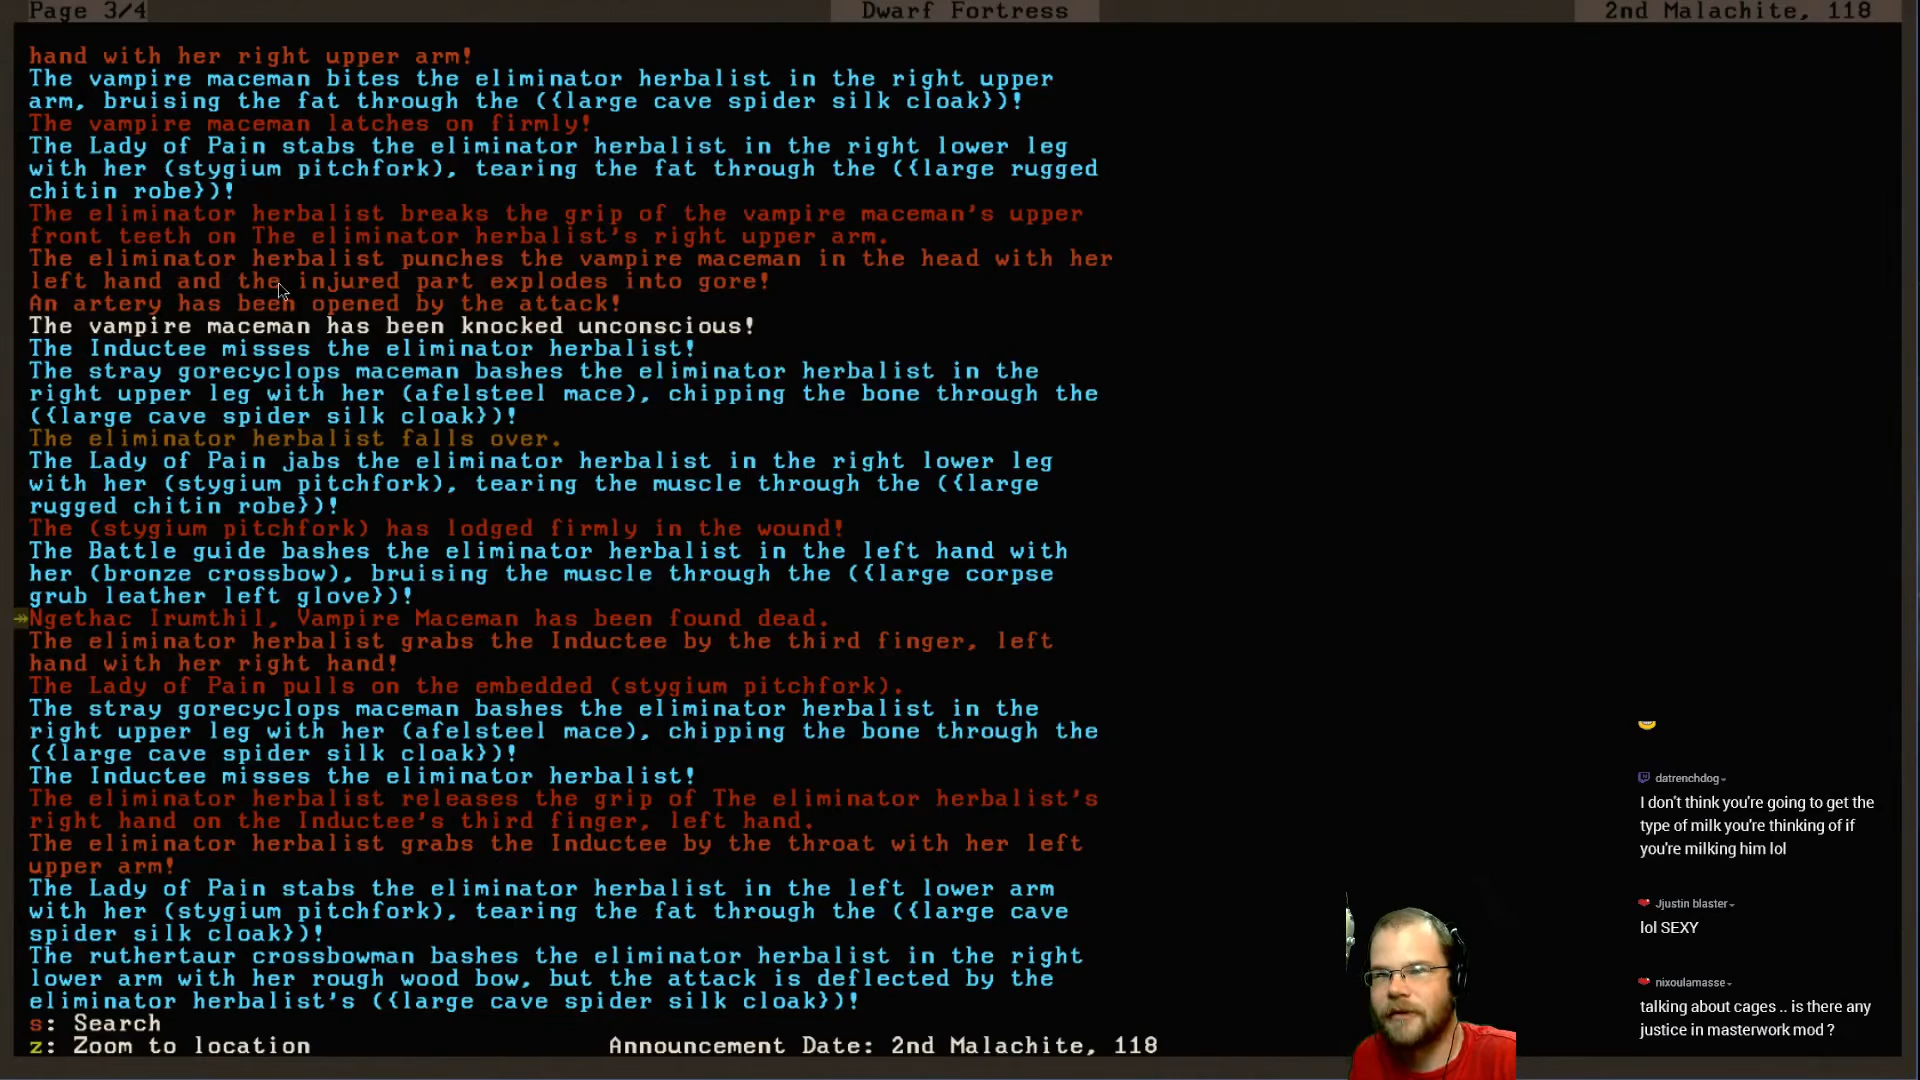 Page 3/4
Dwarf Fortress
2nd Malachite, 118
hand with her right upper arm!
The vampire maceman bites the eliminator herbalist in the right upper
arm, bruising the fat through the ({large cave spider silk cloak})!
The vampire maceman latches on firmly!
The Lady of Pain stabs the eliminator herbalist in the right lower leg
with her (stygium pitchfork), tearing the fat through the ({large rugged
chitin robe})!
The eliminator herbalist breaks the grip of the vampire maceman's upper
front teeth on The eliminator herbalist's right upper arm.
The eliminator herbalist punches the vampire maceman in the head with her
left hand and the injured part explodes into gore!
An artery has been opened by the attack!
The vampire maceman has been knocked unconscious!
The Inductee misses the eliminator herbalist!
The stray gorecyclops maceman bashes the eliminator herbalist in the
right upper leg with her (afelsteel mace), chipping the bone through the
({large cave spider silk cloak})!
The eliminator herbalist falls over.
The Lady of Pain jabs the eliminator herbalist in the right lower leg
with her (stygium pitchfork), tearing the muscle through the ({large
rugged chitin robe})!
The (stygium pitchfork) has lodged firmly in the wound!
The Battle guide bashes the eliminator herbalist in the left hand with
her (bronze crossbow), bruising the muscle through the ({large corpse
grub leather left glove})!
Ngethac Irumthil, Vampire Maceman has been found dead.
The eliminator herbalist grabs the Inductee by the third finger, left
hand with her right hand!
The Lady of Pain pulls on the embedded (stygium pitchfork).
The stray gorecyclops maceman bashes the eliminator herbalist in the
right upper leg with her (afelsteel mace), chipping the bone through the
({large cave spider silk cloak})!
The Inductee misses the eliminator herbalist!
The eliminator herbalist releases the grip of The eliminator herbalist's
right hand on the Inductee's third finger, left hand.
The eliminator herbalist grabs the Inductee by the throat with her left
upper arm!
The Lady of Pain stabs the eliminator herbalist in the left lower arm
with her (stygium pitchfork), tearing the fat through the ({large cave
spider silk cloak})!
The ruthertaur crossbowman bashes the eliminator herbalist in the right
lower arm with her rough wood bow, but the attack is deflected by the
eliminator herbalist's ({large cave spider silk cloak})!
s: Search
z: Zoom to location
Announcement Date: 2nd Malachite, 118
datrenchdog
I don't think you're going to get the
type of milk you're thinking of if
you're milking him lol
Jjustin blaster
lol SEXY
nixoulamasse
talking about cages .. is there any
justice in masterwork mod ?